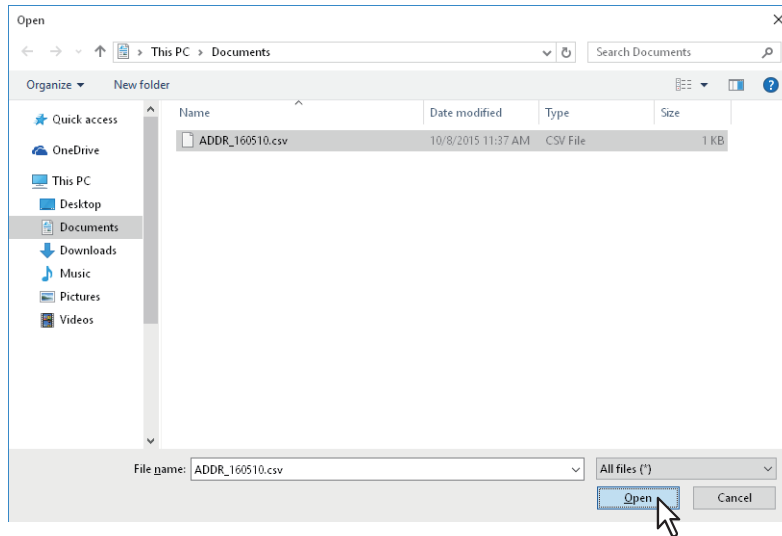 Open
This PC > Documents
Search Documents
Organize New folder
Name Date modified Type Size
Quick access
ADDR_160510.csv 10/8/2015 11:37 AM CSV File 1 KB
OneDrive
This PC
Desktop
Documents
Downloads
Music
Pictures
Videos
File name: ADDR_160510.csv All files (*)
Open Cancel